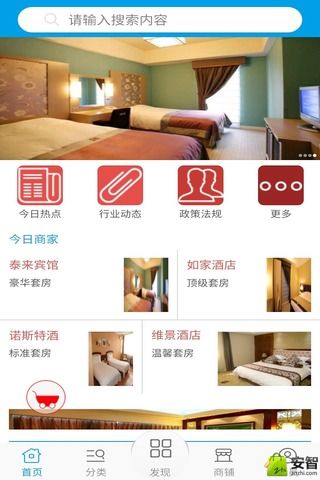 请输入搜索内容
今日热点
行业动态
政策法规
更多
今日商家
泰来宾馆
豪华套房
如家酒店
顶级套房
诺斯特酒
标准套房
维景酒店
温馨套房
首页
分类
发现
商铺
安智
anzhi.com